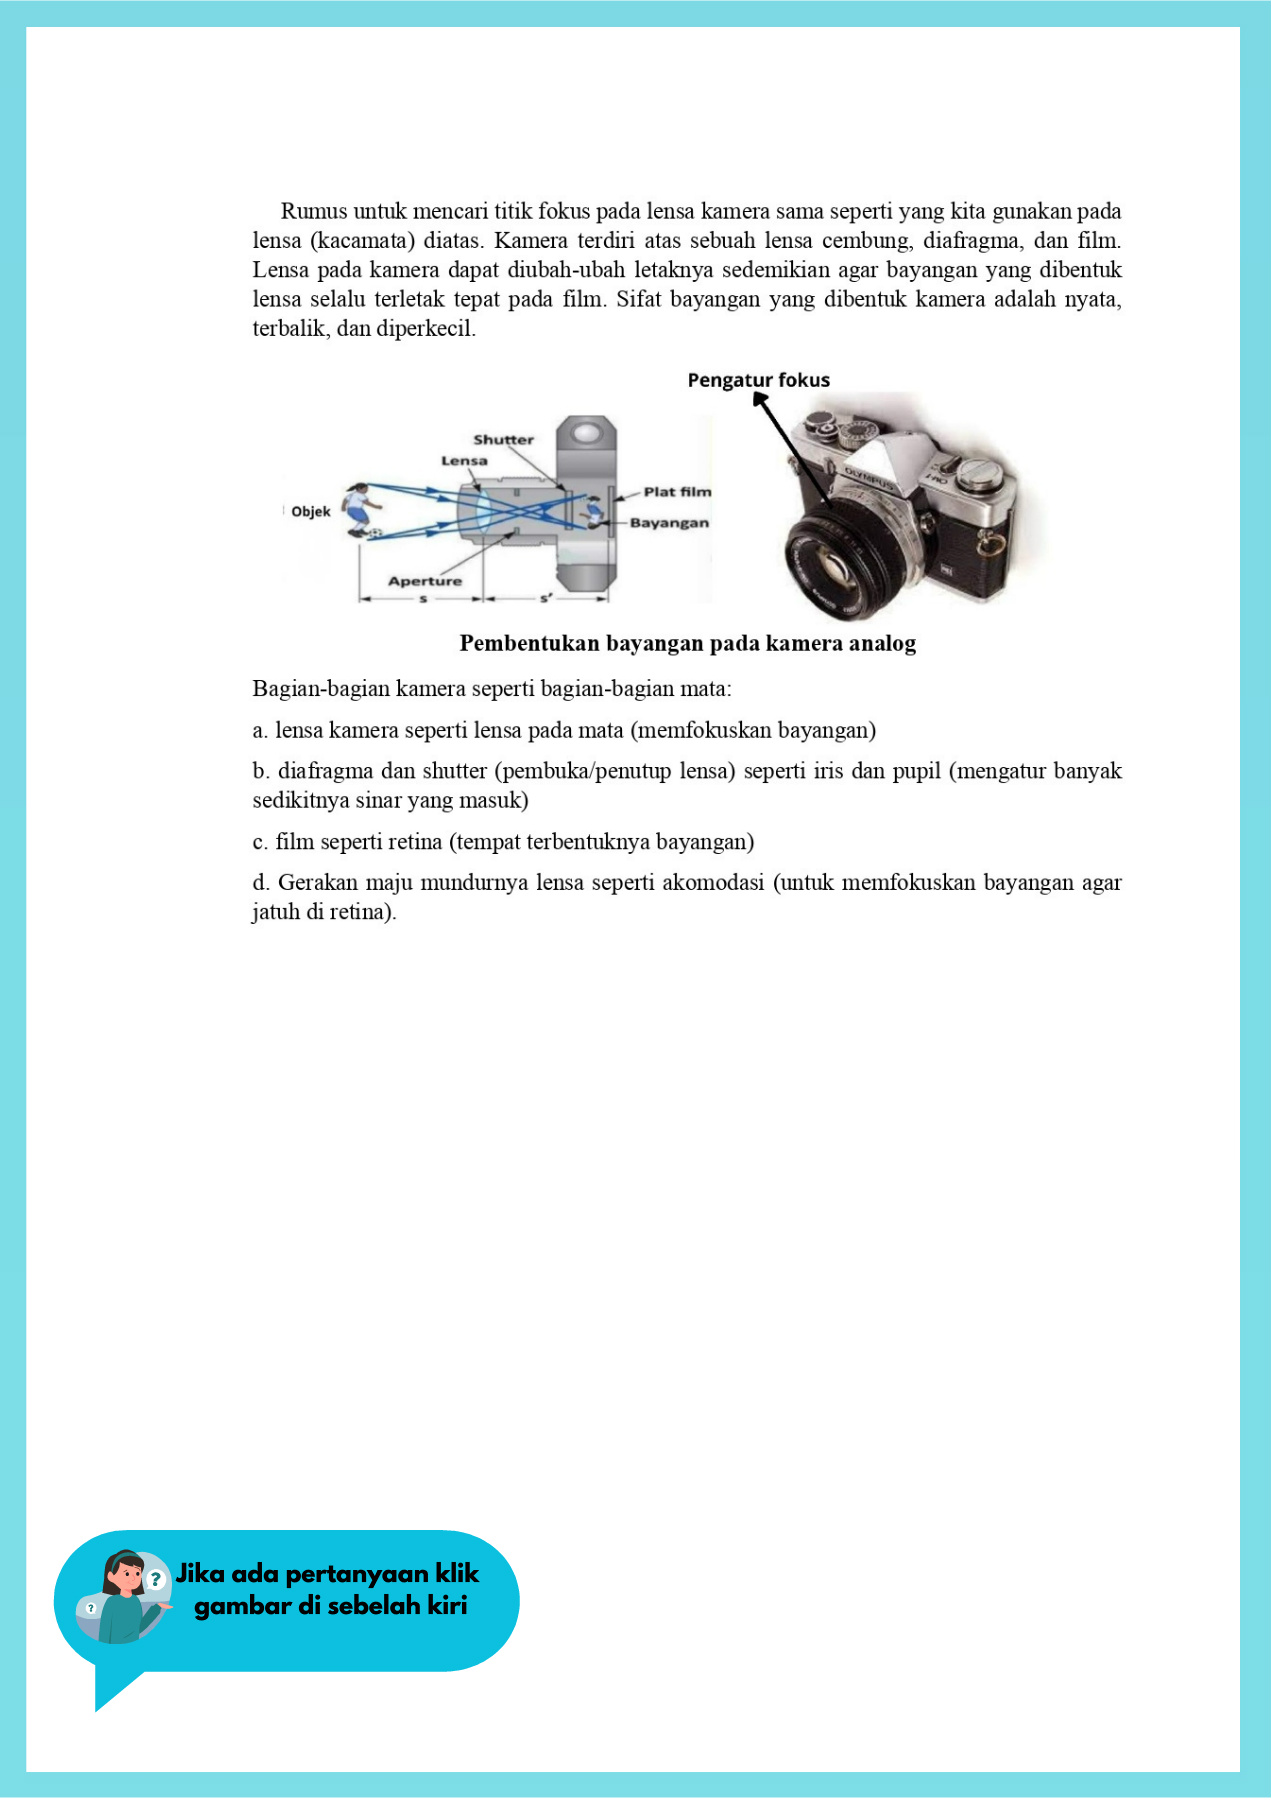 Rumus untuk mencari titik fokus pada lensa kamera sama seperti yang kita gunakan pada
lensa (kacamata) diatas. Kamera terdiri atas sebuah lensa cembung, diafragma, dan film.
Lensa pada kamera dapat diubah-ubah letaknya sedemikian agar bayangan yang dibentuk
lensa selalu terletak tepat pada film. Sifat bayangan yang dibentuk kamera adalah nyata,
terbalik, dan diperkecil.
Pengatur fokus
Shutter
Lensa
Objek
Plat film
Bayangan
Aperture
s
s'
OLYMPUS
OM-1
Pembentukan bayangan pada kamera analog
Bagian-bagian kamera seperti bagian-bagian mata:
a. lensa kamera seperti lensa pada mata (memfokuskan bayangan)
b. diafragma dan shutter (pembuka/penutup lensa) seperti iris dan pupil (mengatur banyak
sedikitnya sinar yang masuk)
c. film seperti retina (tempat terbentuknya bayangan)
d. Gerakan maju mundurnya lensa seperti akomodasi (untuk memfokuskan bayangan agar
jatuh di retina).
?
?
Jika ada pertanyaan klik
gambar di sebelah kiri